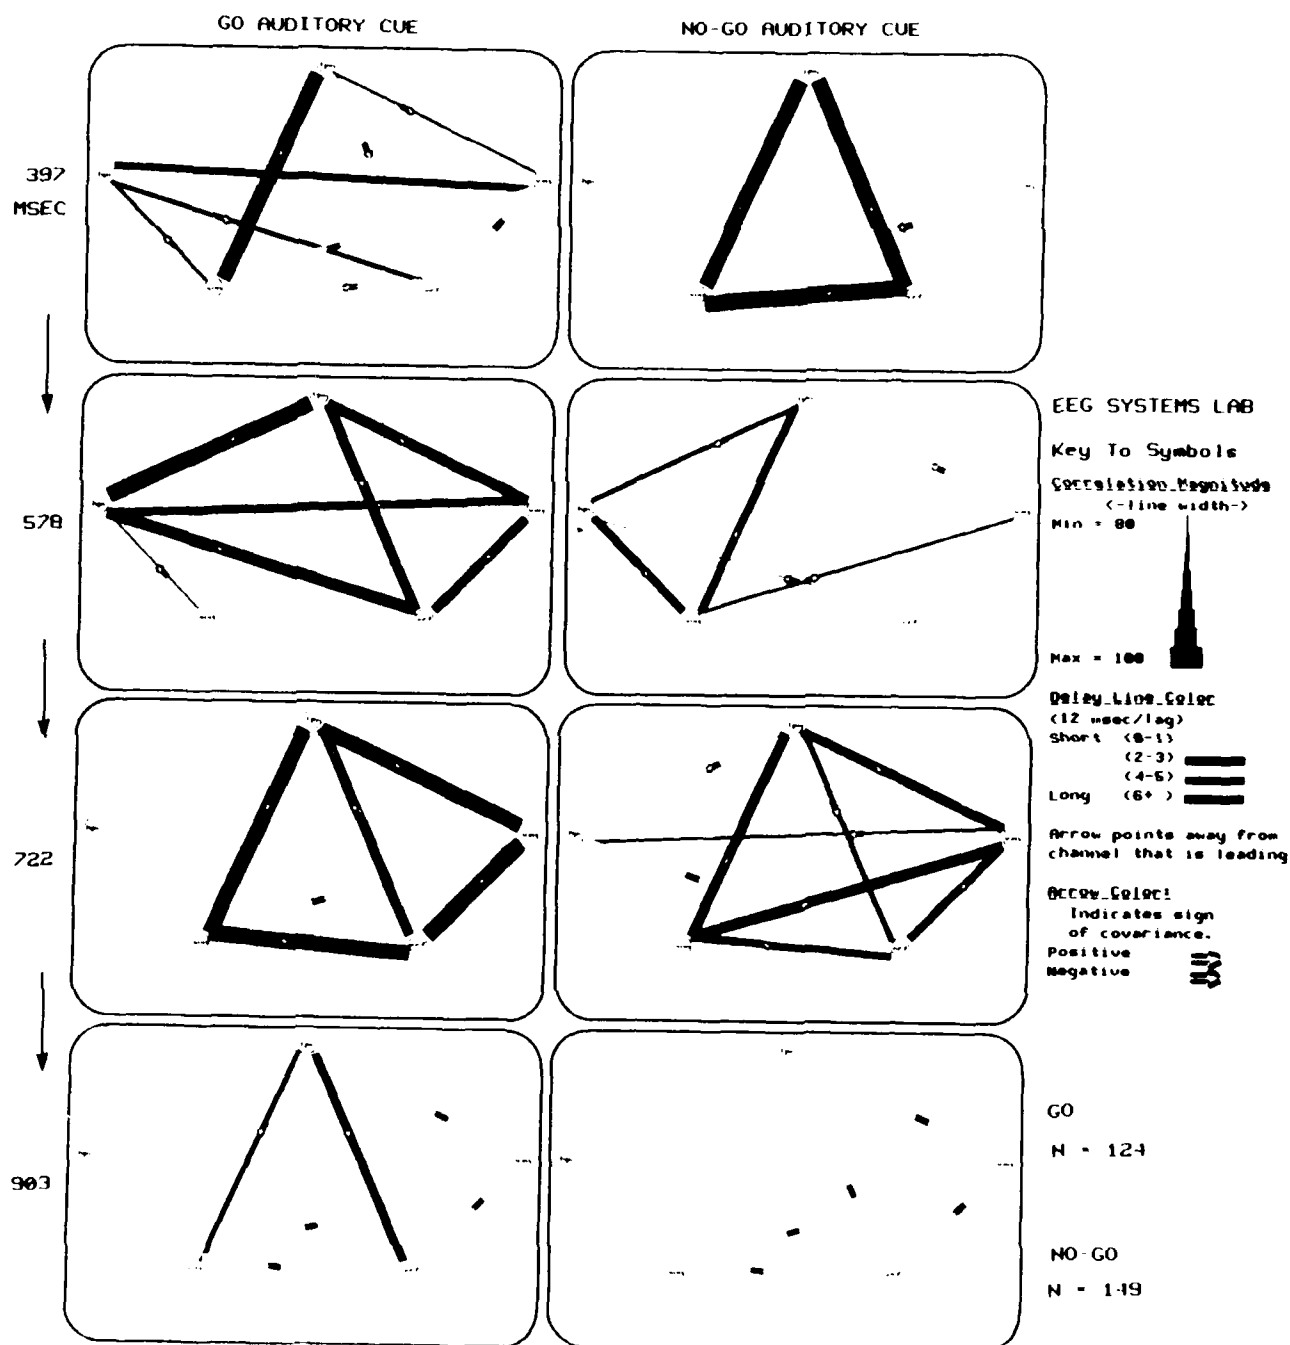 GO AUDITORY CUE
NO-GO AUDITORY CUE
397
MSEC
578
722
903
EEG SYSTEMS LAB
Key To Symbols
Correlation Magnitude
<-line width->
Min = 80
Max = 100
Delay Line Color
(12 msec/lag)
Short (0-1)
(2-3)
(4-5)
Long (6+ )
Arrow points away from
channel that is leading
Arrow Color:
Indicates sign
of covariance.
Positive
Negative
GO
N = 124
NO-GO
N = 149